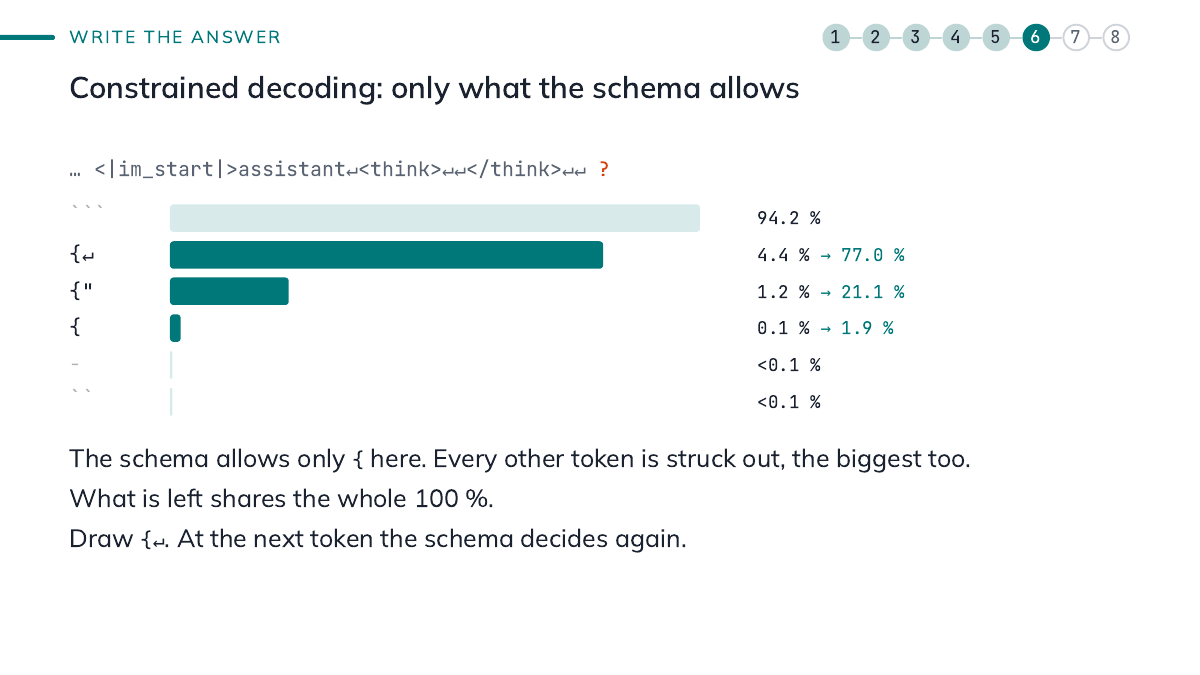 WRITE THE ANSWER
1 2 3 4 5 6 7 8
Constrained decoding: only what the schema allows
… <|im_start|>assistant↵<think>↵↵</think>↵↵ ?
``` 94.2 %
{↵ 4.4 % → 77.0 %
{" 1.2 % → 21.1 %
{ 0.1 % → 1.9 %
- <0.1 %
`` <0.1 %
The schema allows only { here. Every other token is struck out, the biggest too.
What is left shares the whole 100 %.
Draw {↵. At the next token the schema decides again.